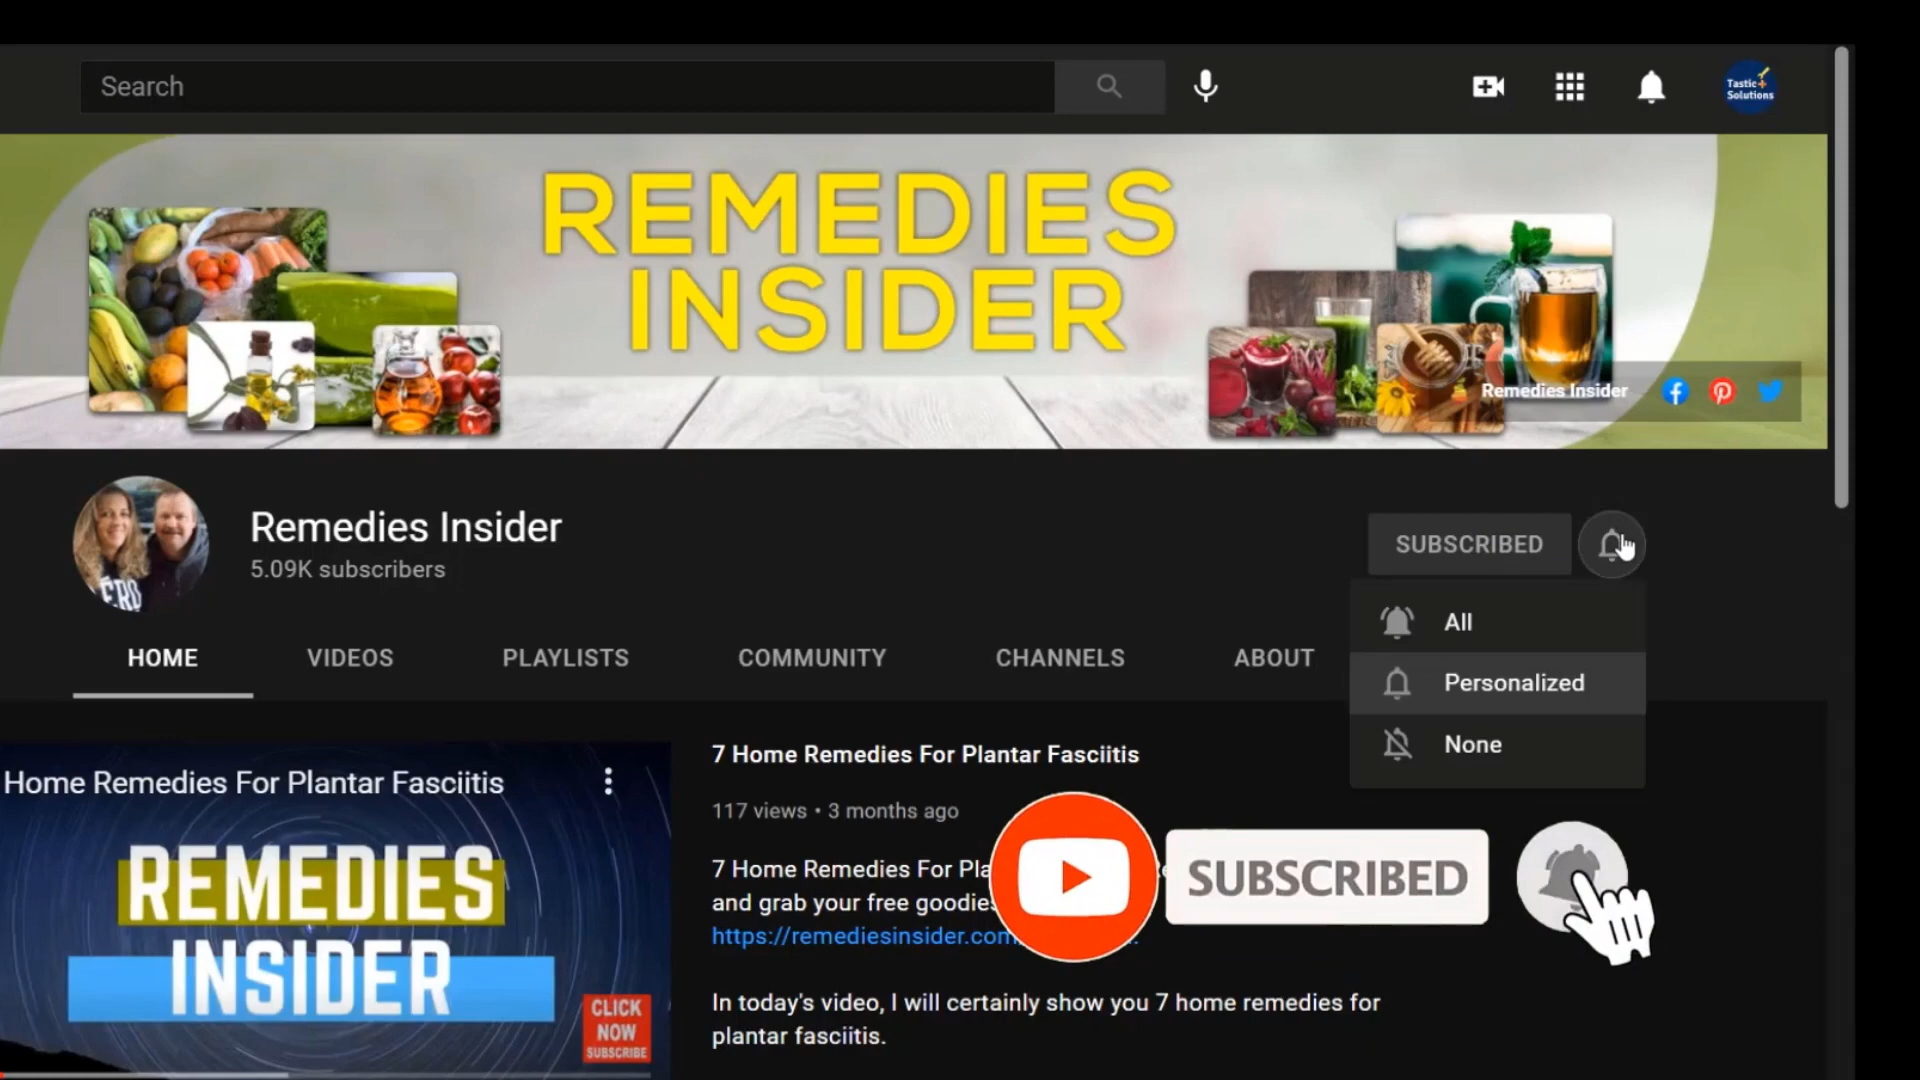 Search
Tastic
Solutions
REMEDIES
INSIDER
Remedies Insider
Remedies Insider
5.09K subscribers
SUBSCRIBED
All
Personalized
None
HOME
VIDEOS
PLAYLISTS
COMMUNITY
CHANNELS
ABOUT
Home Remedies For Plantar Fasciitis
REMEDIES
INSIDER
CLICK
NOW
SUBSCRIBE
7 Home Remedies For Plantar Fasciitis
117 views • 3 months ago
7 Home Remedies For
and grab your free goodies
https://remediesinsider.com
In today's video, I will certainly show you 7 home remedies for
plantar fasciitis.
SUBSCRIBED